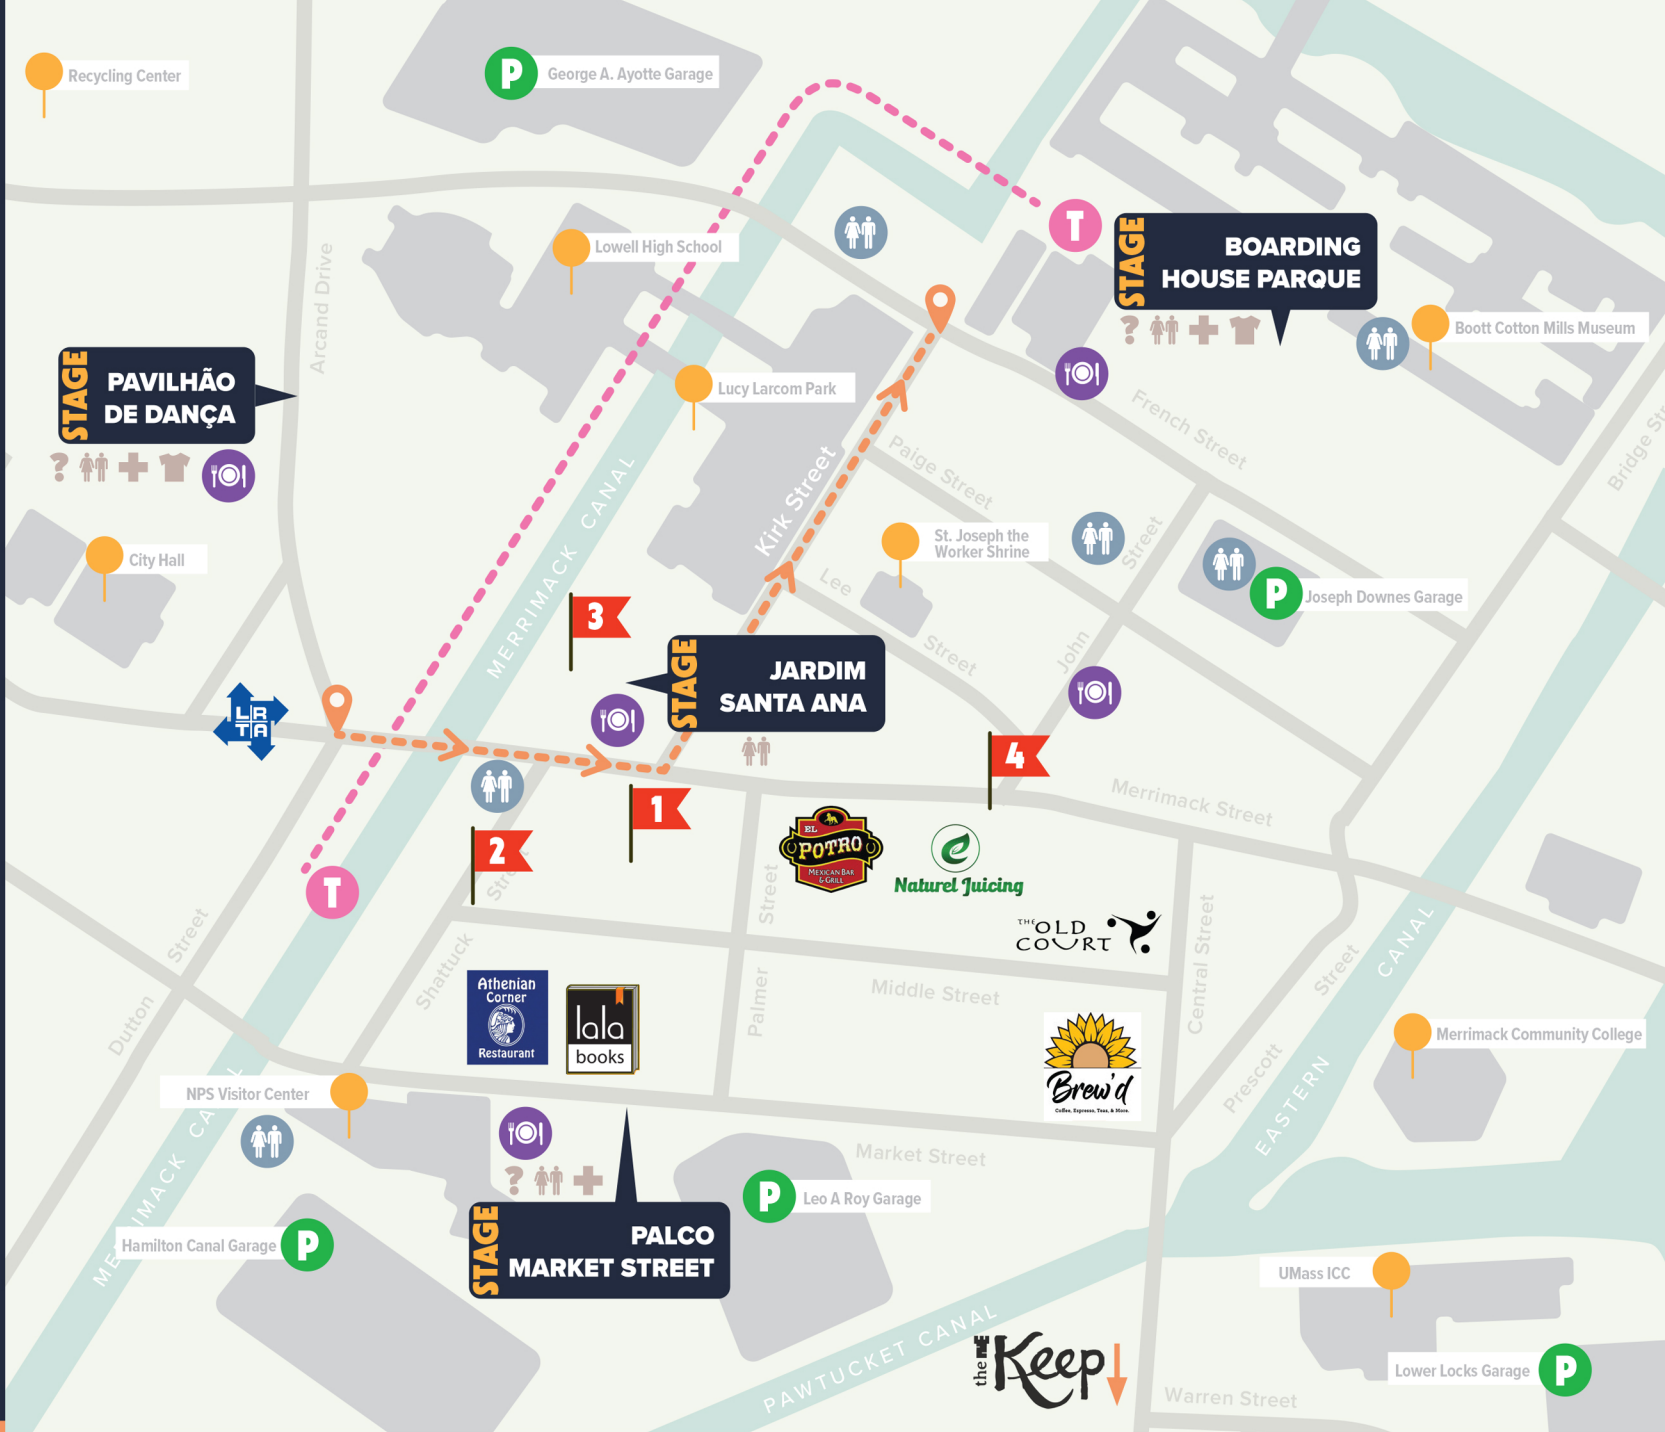 Recycling Center
P
George A. Ayotte Garage
Lowell High School
Arcand Drive
T
STAGE
BOARDING
HOUSE PARQUE
?
Boott Cotton Mills Museum
STAGE
PAVILHÃO
DE DANÇA
?
Lucy Larcom Park
French Street
Bridge Str
Paige Street
Kirk Street
MERRIMACK CANAL
City Hall
St. Joseph the
Worker Shrine
Lee Street
John Street
P
Joseph Downes Garage
3
STAGE
JARDIM
SANTA ANA
LRTA
4
1
2
Merrimack Street
T
EL
POTRO
MEXICAN BAR
& GRILL
Naturel Juicing
THE OLD
COURT
Dutton Street
Shattuck Street
Palmer Street
Middle Street
Central Street
Prescott Street
EASTERN CANAL
Athenian
Corner
Restaurant
lala
books
Brew'd
Coffee, Espresso, Teas, & More.
Merrimack Community College
NPS Visitor Center
MERRIMACK CANAL
Market Street
?
P
Leo A Roy Garage
STAGE
PALCO
MARKET STREET
Hamilton Canal Garage
P
UMass ICC
PAWTUCKET CANAL
the Keep
Lower Locks Garage
P
Warren Street